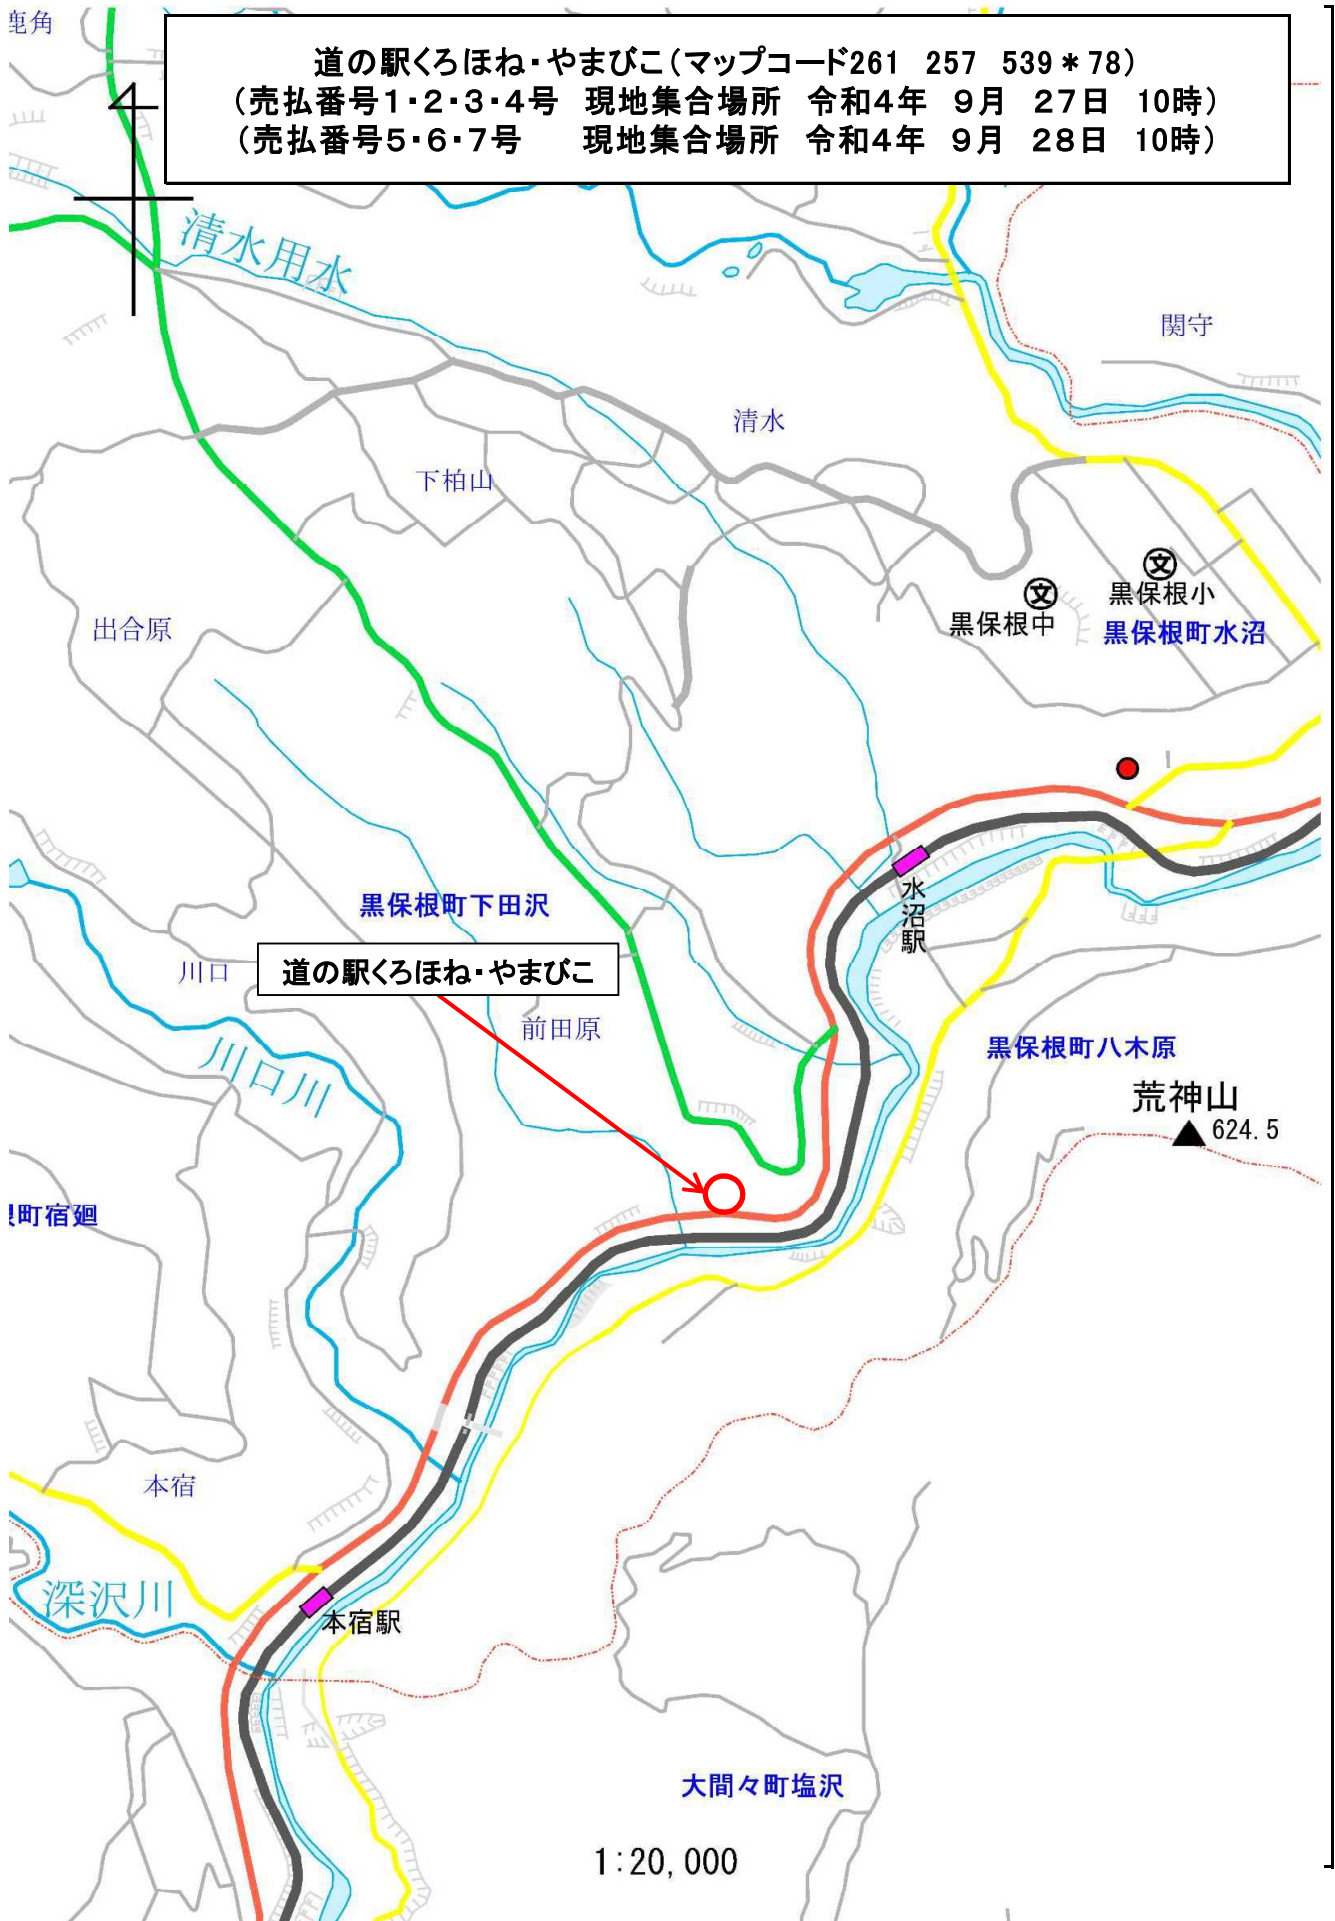 鹿角
道の駅くろほね・やまびこ(マップコード261 257 539*78)
(売払番号1・2・3・4号 現地集合場所 令和4年 9月 27日 10時)
(売払番号5・6・7号 現地集合場所 令和4年 9月 28日 10時)
清水用水
関守
清水
下柏山
文
文
黒保根小
黒保根中
黒保根町水沼
出合原
水沼駅
黒保根町下田沢
川口
道の駅くろほね・やまびこ
前田原
黒保根町八木原
川口川
荒神山
624.5
町宿廻
本宿
深沢川
本宿駅
大間々町塩沢
1:20,000